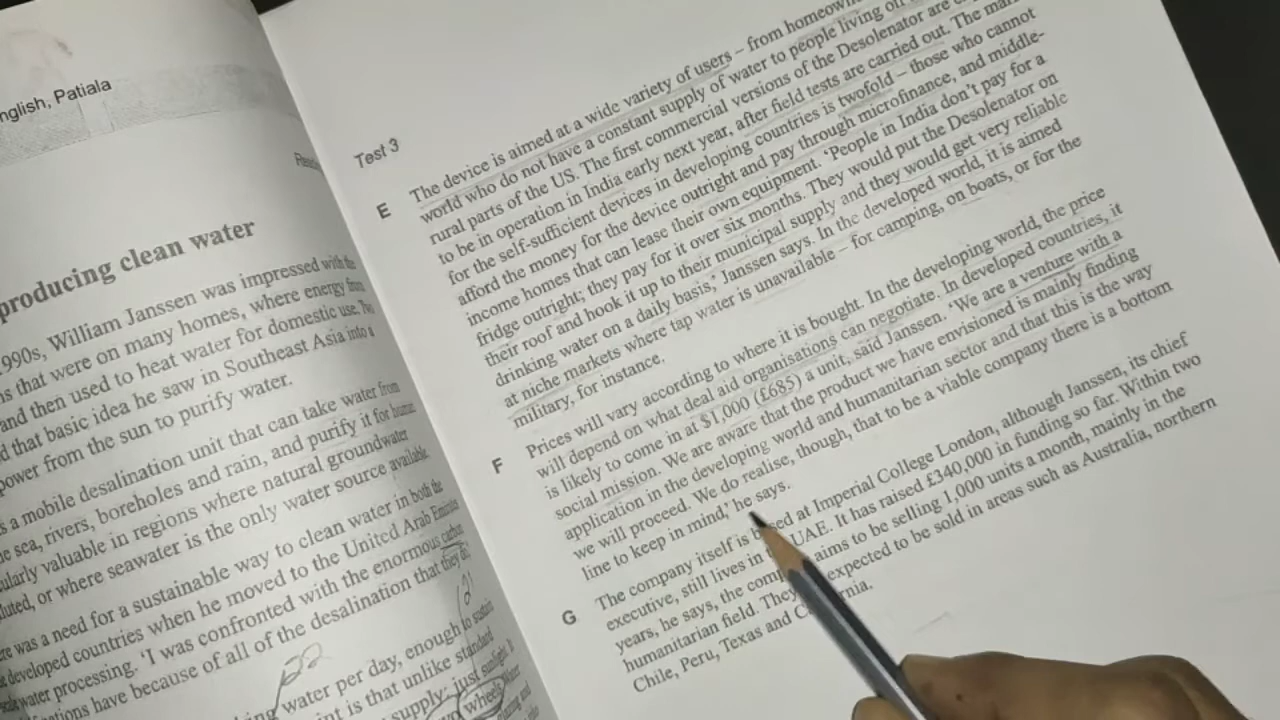 nglish, Patiala
producing clean water
1990s, William Janssen was impressed with the
s that were on many homes, where energy from
and then used to heat water for domestic use.
d that basic idea he saw in Southeast Asia into a
power from the sun to purify water.
s a mobile desalination unit that can take water from
e sea, rivers, boreholes and rain, and purify it for human
ularly valuable in regions where natural groundwater
luted, or where seawater is the only water source available.
ere was a need for a sustainable way to clean water in both the
developed countries when he moved to the United Arab Emirates
water processing. 'I was confronted with the enormous carbon
ations have because of all of the desalination that they do.'
water per day, enough to sustain
int is that unlike standard
supply: just sunlight. It
wheels
Test 3
E The device is aimed at a wide variety of users – from homeown
world who do not have a constant supply of water to people living off
rural parts of the US. The first commercial versions of the Desolenator are
to be in operation in India early next year, after field tests are carried out. The
for the self-sufficient devices in developing countries is twofold – those who cannot
afford the money for the device outright and pay through microfinance, and middle-
income homes that can lease their own equipment. 'People in India don't pay for a
fridge outright; they pay for it over six months. They would put the Desolenator on
their roof and hook it up to their municipal supply and they would get very reliable
drinking water on a daily basis,' Janssen says. In the developed world, it is aimed
at niche markets where tap water is unavailable – for camping, on boats, or for the
military, for instance.
F Prices will vary according to where it is bought. In the developing world, the price
will depend on what deal aid organisations can negotiate. In developed countries, it
is likely to come in at $1,000 (£685) a unit, said Janssen. 'We are a venture with a
social mission. We are aware that the product we have envisioned is mainly finding
application in the developing world and humanitarian sector and that this is the way
we will proceed. We do realise, though, that to be a viable company there is a bottom
line to keep in mind,' he says.
G The company itself is based at Imperial College London, although Janssen, its chief
executive, still lives in UAE. It has raised £340,000 in funding so far. Within two
years, he says, the comp aims to be selling 1,000 units a month, mainly in the
humanitarian field. They expected to be sold in areas such as Australia, northern
Chile, Peru, Texas and C rnia.